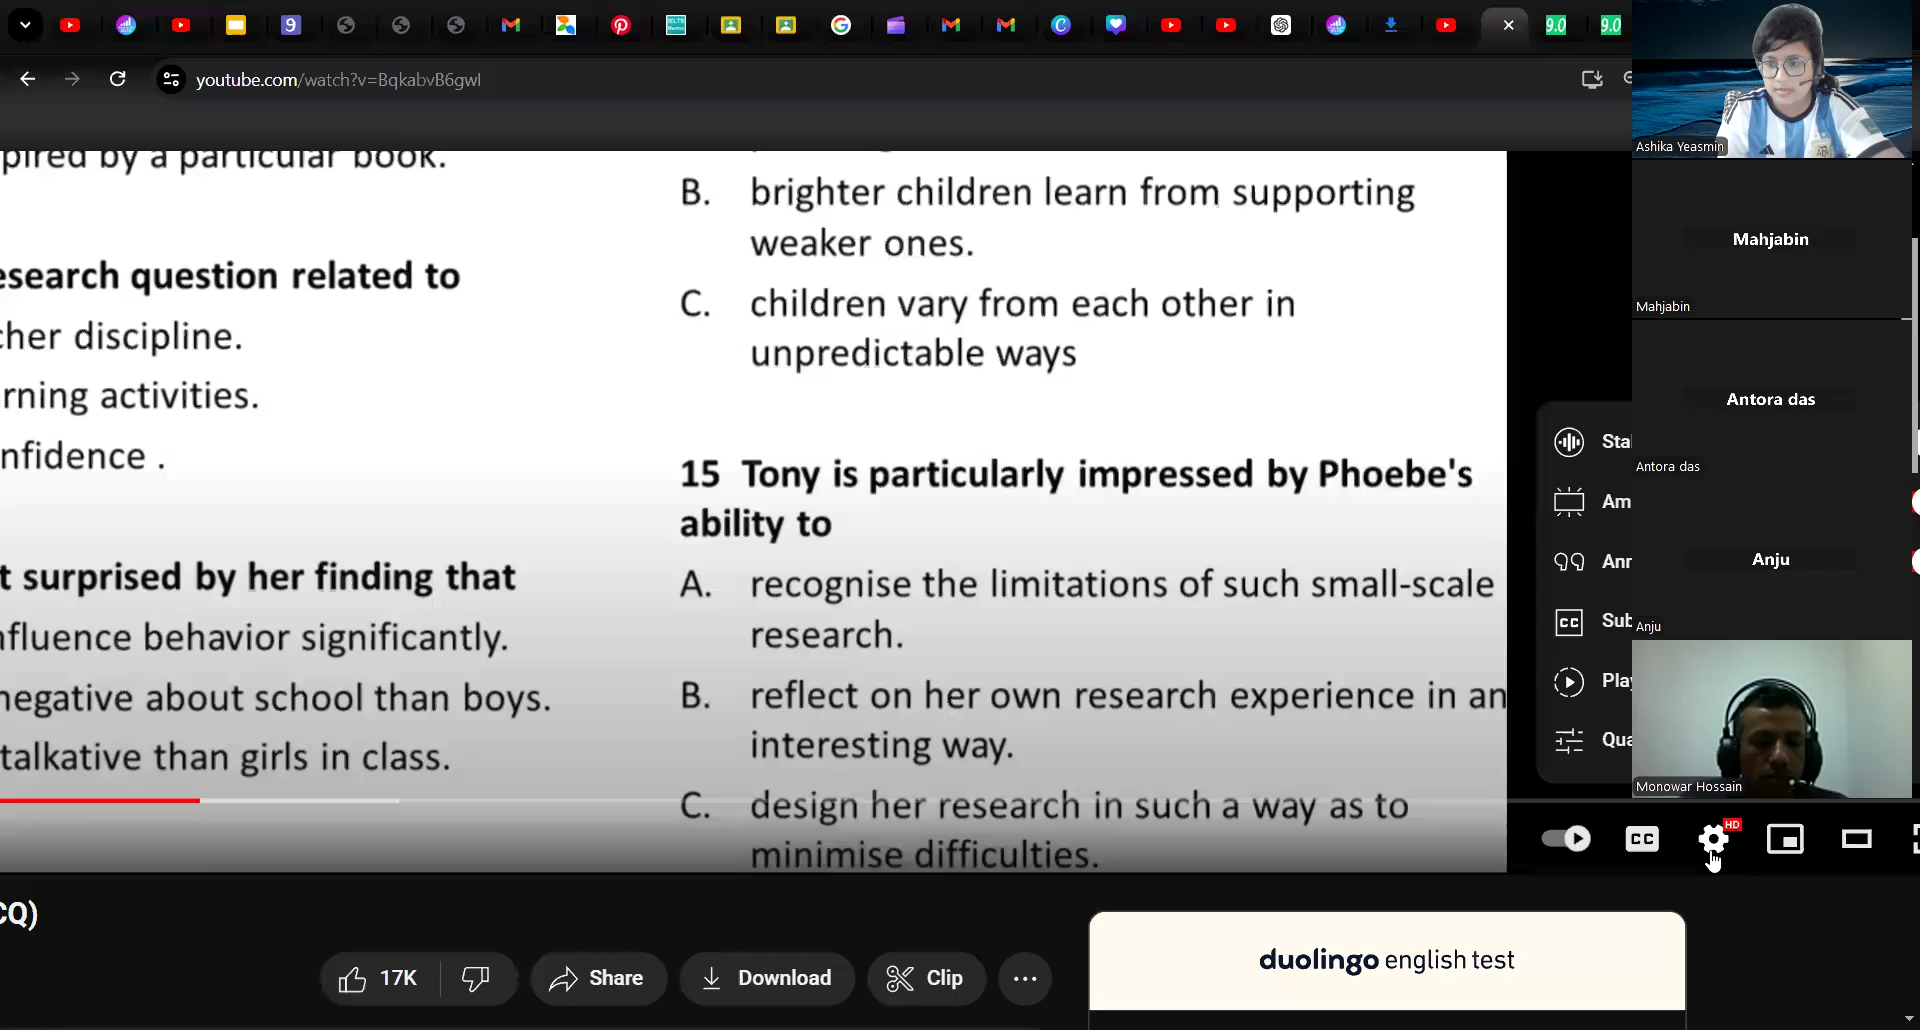 9
IELTS
9.0
9.0
youtube.com/watch?v=BqkabvB6gwI
pired by a particular book.
esearch question related to
cher discipline.
rning activities.
nfidence .
t surprised by her finding that
nfluence behavior significantly.
negative about school than boys.
talkative than girls in class.
B. brighter children learn from supporting
weaker ones.
C. children vary from each other in
unpredictable ways
15 Tony is particularly impressed by Phoebe's
ability to
A. recognise the limitations of such small-scale
research.
B. reflect on her own research experience in an
interesting way.
C. design her research in such a way as to
minimise difficulties.
Sta
Am
Ann
CC Sub
Play
Qua
Ashika Yeasmin
Mahjabin
Mahjabin
Antora das
Antora das
Anju
Anju
Monowar Hossain
CC
HD
CQ)
17K
Share
Download
Clip
duolingo english test